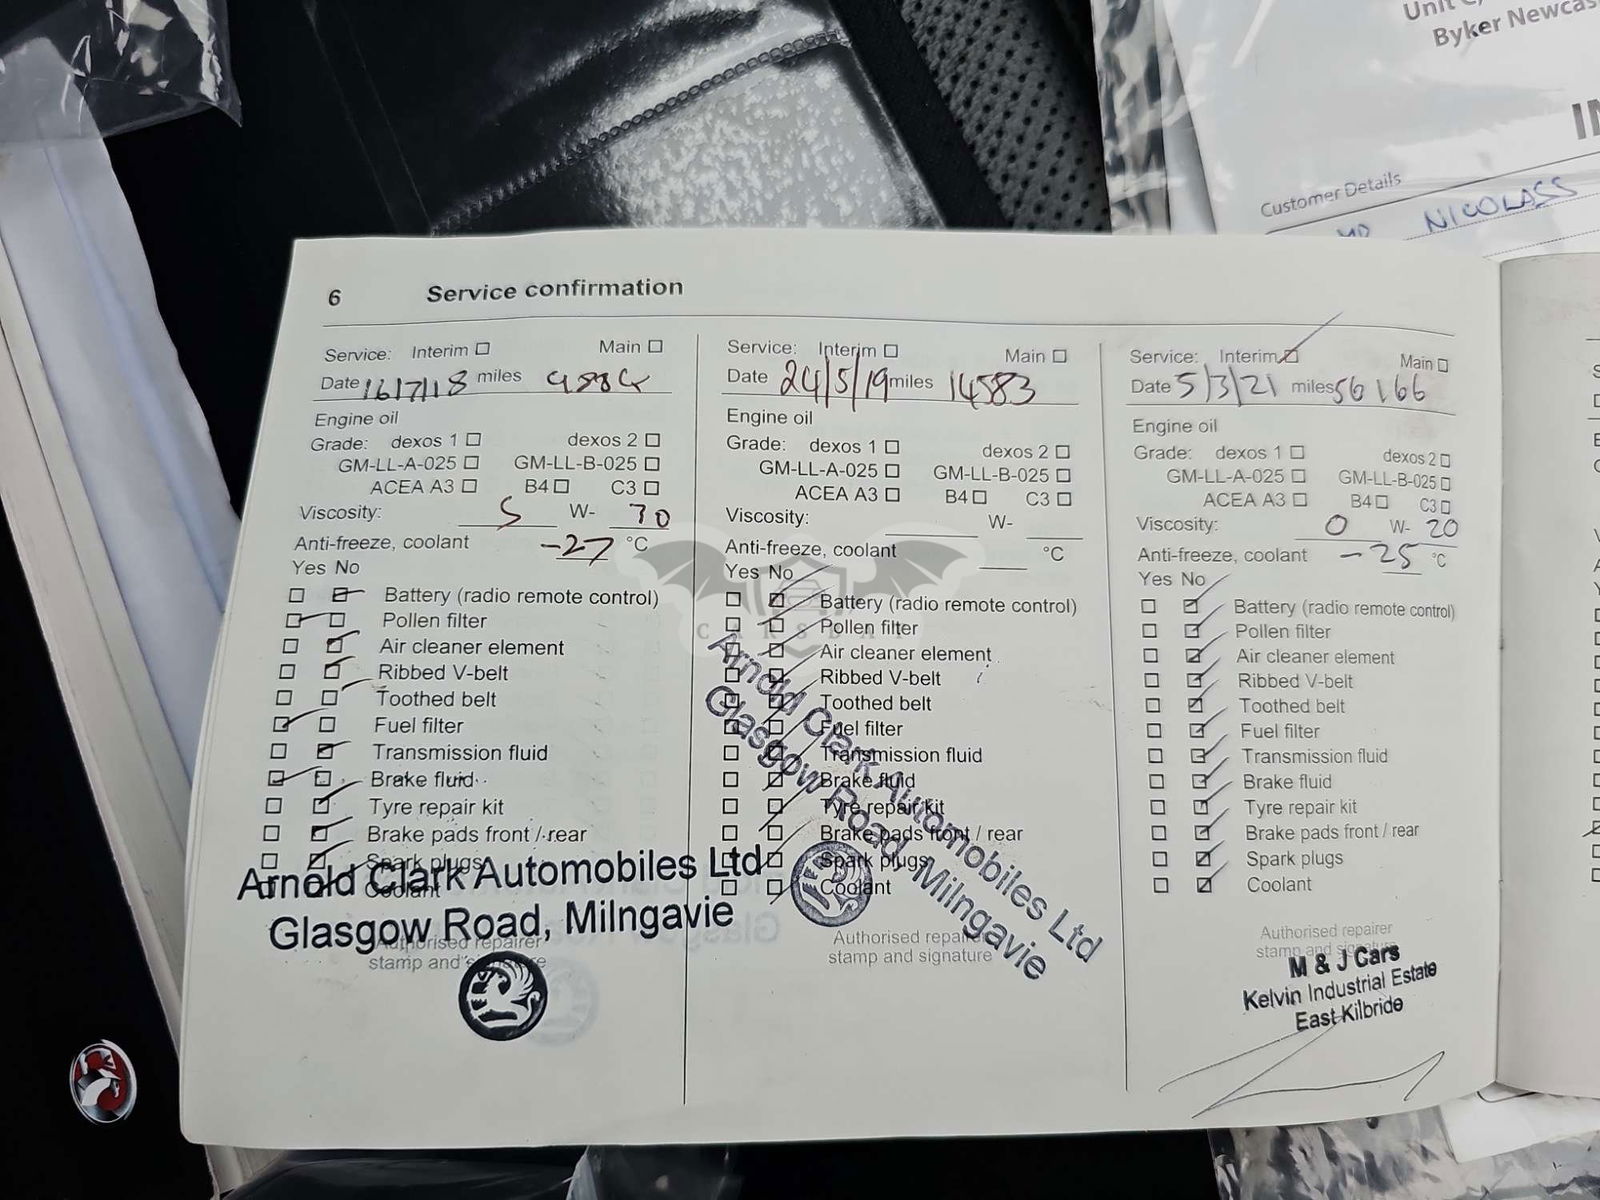 Unit
Byker Newcas
IN
Customer Details
MD NICOLASS
6 Service confirmation
Service: Interim Main
Date 16/7/18 miles
Engine oil
Grade: dexos 1 dexos 2
GM-LL-A-025 GM-LL-B-025
ACEA A3 B4 C3
Viscosity: 5 W- 30
Anti-freeze, coolant -27 °C
Yes No
Battery (radio remote control)
Pollen filter
Air cleaner element
Ribbed V-belt
Toothed belt
Fuel filter
Transmission fluid
Brake fluid
Tyre repair kit
Brake pads front / rear
Spark plugs
Coolant
Arnold Clark Automobiles Ltd
Glasgow Road, Milngavie
Authorised repairer
stamp and signature
Service: Interim Main
Date 24/5/19 miles 14583
Engine oil
Grade: dexos 1 dexos 2
GM-LL-A-025 GM-LL-B-025
ACEA A3 B4 C3
Viscosity: W-
Anti-freeze, coolant °C
Yes No
Battery (radio remote control)
Pollen filter
Air cleaner element
Ribbed V-belt
Toothed belt
Fuel filter
Transmission fluid
Brake fluid
Tyre repair kit
Brake pads front / rear
Spark plugs
Coolant
Arnold Clark Automobiles Ltd
Glasgow Road, Milngavie
Authorised repairer
stamp and signature
Service: Interim Main
Date 5/3/21 miles 56166
Engine oil
Grade: dexos 1 dexos 2
GM-LL-A-025 GM-LL-B-025
ACEA A3 B4 C3
Viscosity: 0 W- 20
Anti-freeze, coolant -25 °C
Yes No
Battery (radio remote control)
Pollen filter
Air cleaner element
Ribbed V-belt
Toothed belt
Fuel filter
Transmission fluid
Brake fluid
Tyre repair kit
Brake pads front / rear
Spark plugs
Coolant
Authorised repairer
stamp and signature
M & J Cars
Kelvin Industrial Estate
East Kilbride